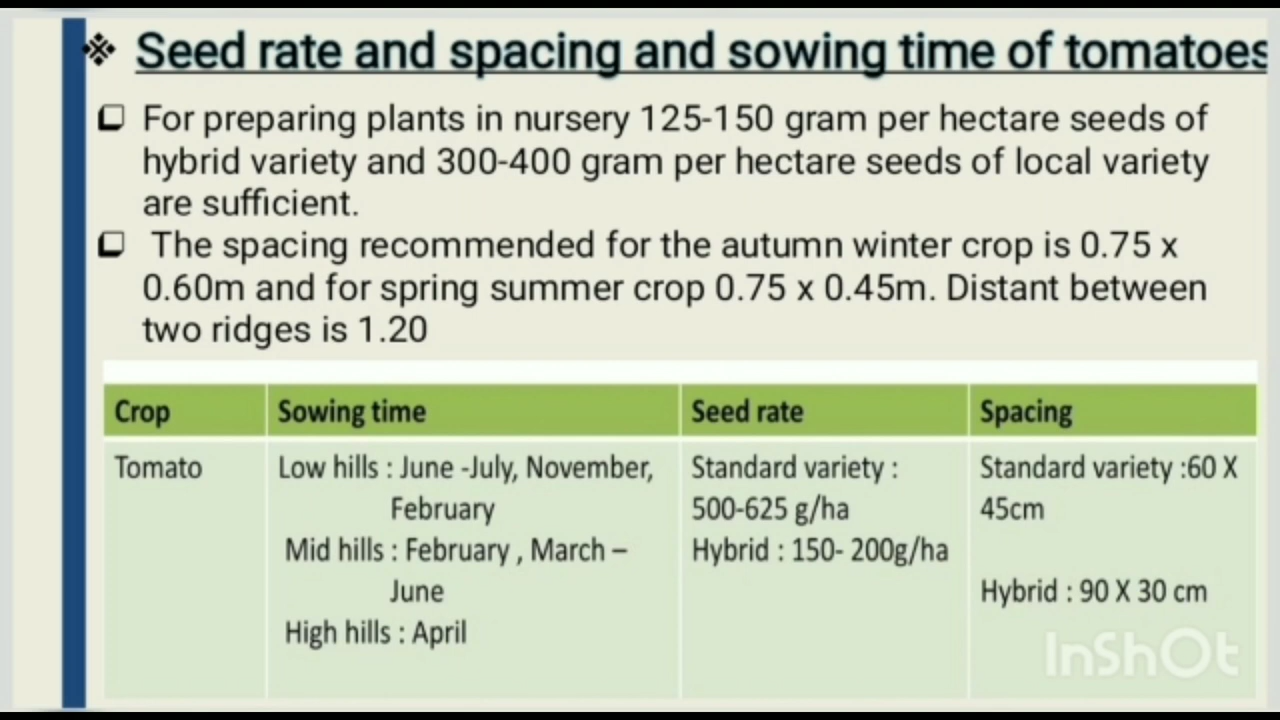 Seed rate and spacing and sowing time of tomatoes
For preparing plants in nursery 125-150 gram per hectare seeds of
hybrid variety and 300-400 gram per hectare seeds of local variety
are sufficient.
The spacing recommended for the autumn winter crop is 0.75 x
0.60m and for spring summer crop 0.75 x 0.45m. Distant between
two ridges is 1.20
Crop Sowing time Seed rate Spacing
Tomato
Low hills : June -July, November,
February
Mid hills : February , March –
June
High hills : April
Standard variety :
500-625 g/ha
Hybrid : 150- 200g/ha
Standard variety :60 X
45cm
Hybrid : 90 X 30 cm
InShOt